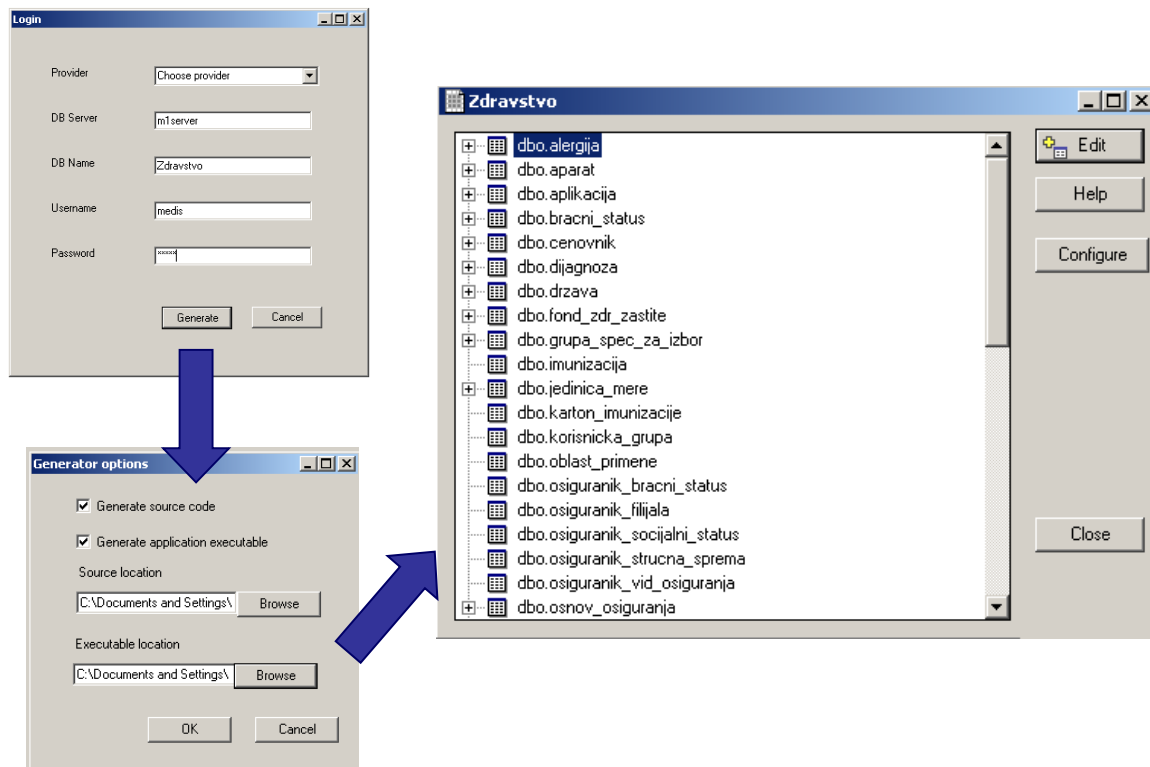 Login
Provider
Choose provider
DB Server
m1server
DB Name
Zdravstvo
Username
medis
Password
*****
Generate
Cancel
Generator options
Generate source code
Generate application executable
Source location
C:\Documents and Settings\
Browse
Executable location
C:\Documents and Settings\
Browse
OK
Cancel
Zdravstvo
dbo.alergija
dbo.aparat
dbo.aplikacija
dbo.bracni_status
dbo.cenovnik
dbo.dijagnoza
dbo.drzava
dbo.fond_zdr_zastite
dbo.grupa_spec_za_izbor
dbo.imunizacija
dbo.jedinica_mere
dbo.karton_imunizacije
dbo.korisnicka_grupa
dbo.oblast_primene
dbo.osiguranik_bracni_status
dbo.osiguranik_filijala
dbo.osiguranik_socijalni_status
dbo.osiguranik_strucna_sprema
dbo.osiguranik_vid_osiguranja
dbo.osnov_osiguranja
Edit
Help
Configure
Close